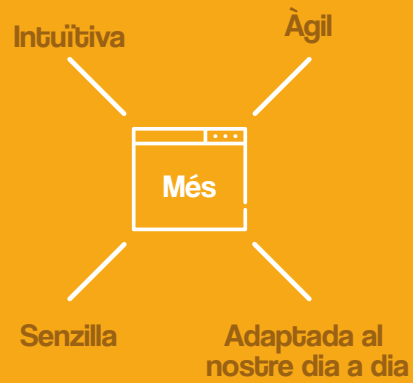 Intuïtiva
Àgil
Més
Senzilla
Adaptada al
nostre dia a dia